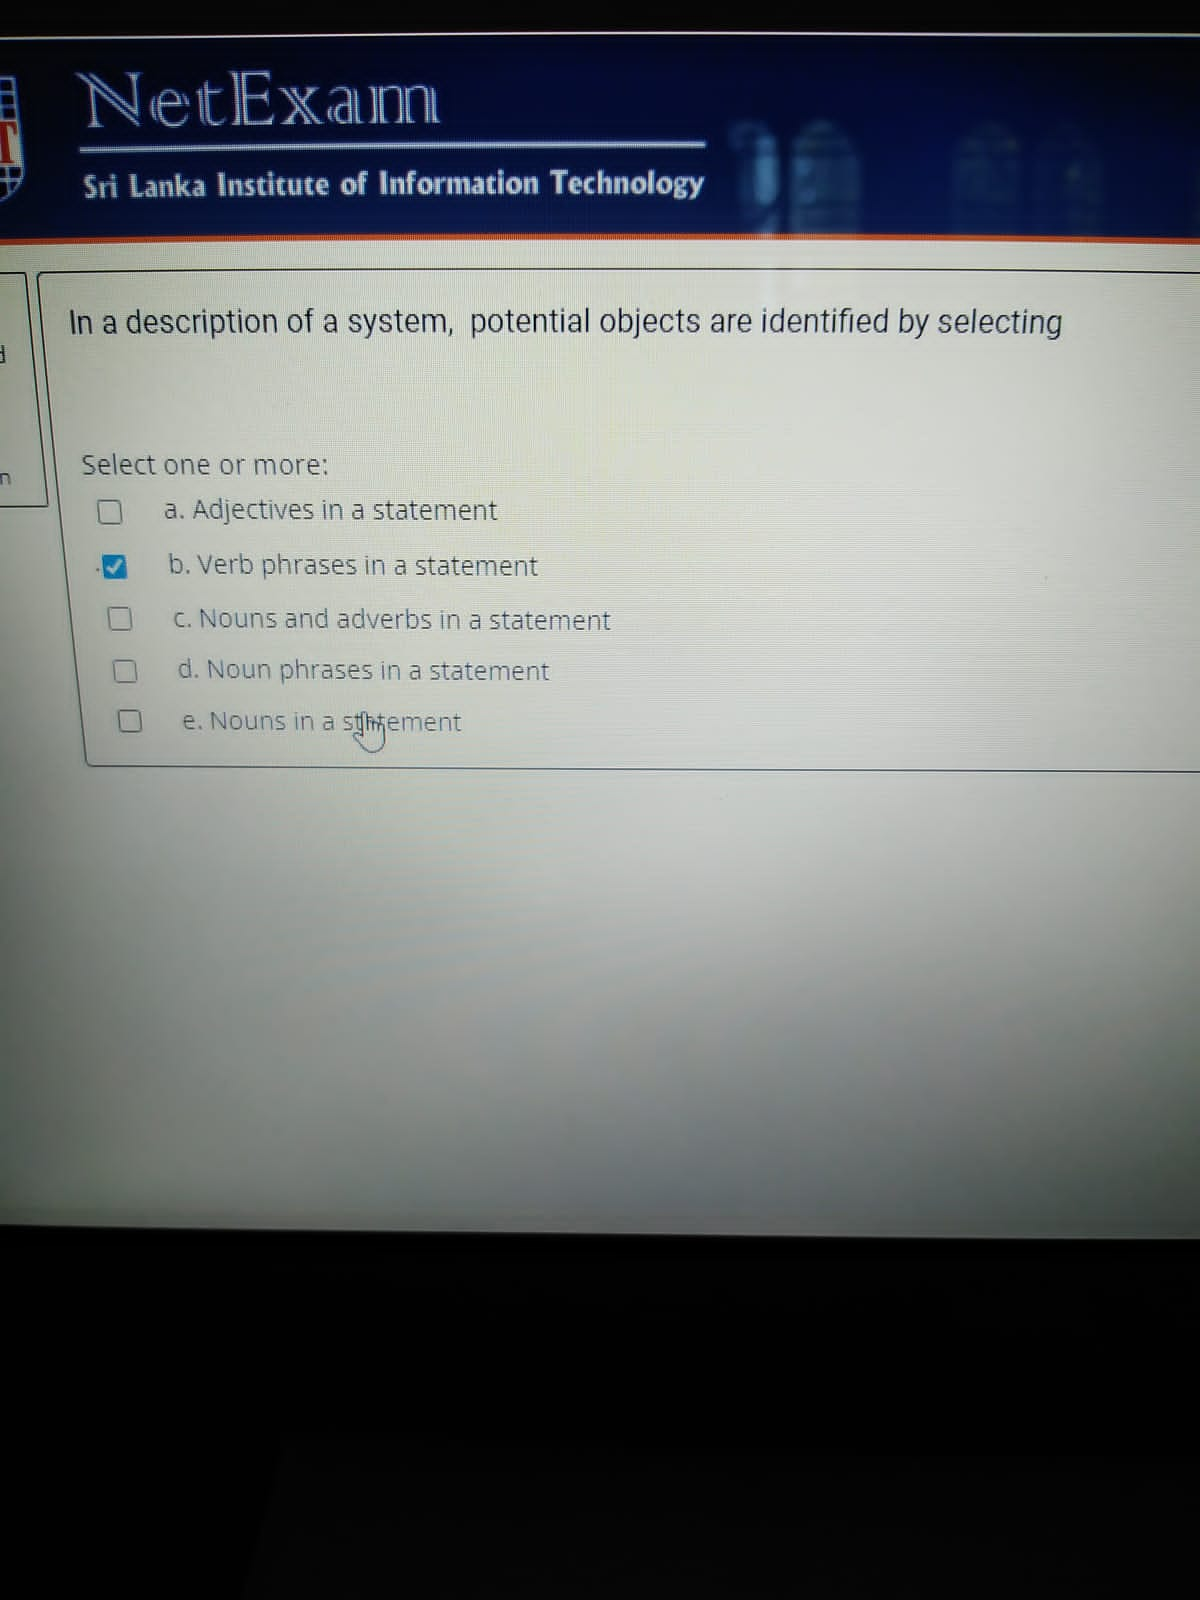 NetExam
Sri Lanka Institute of Information Technology
In a description of a system, potential objects are identified by selecting
Select one or more:
a. Adjectives in a statement
b. Verb phrases in a statement
c. Nouns and adverbs in a statement
d. Noun phrases in a statement
e. Nouns in a statement